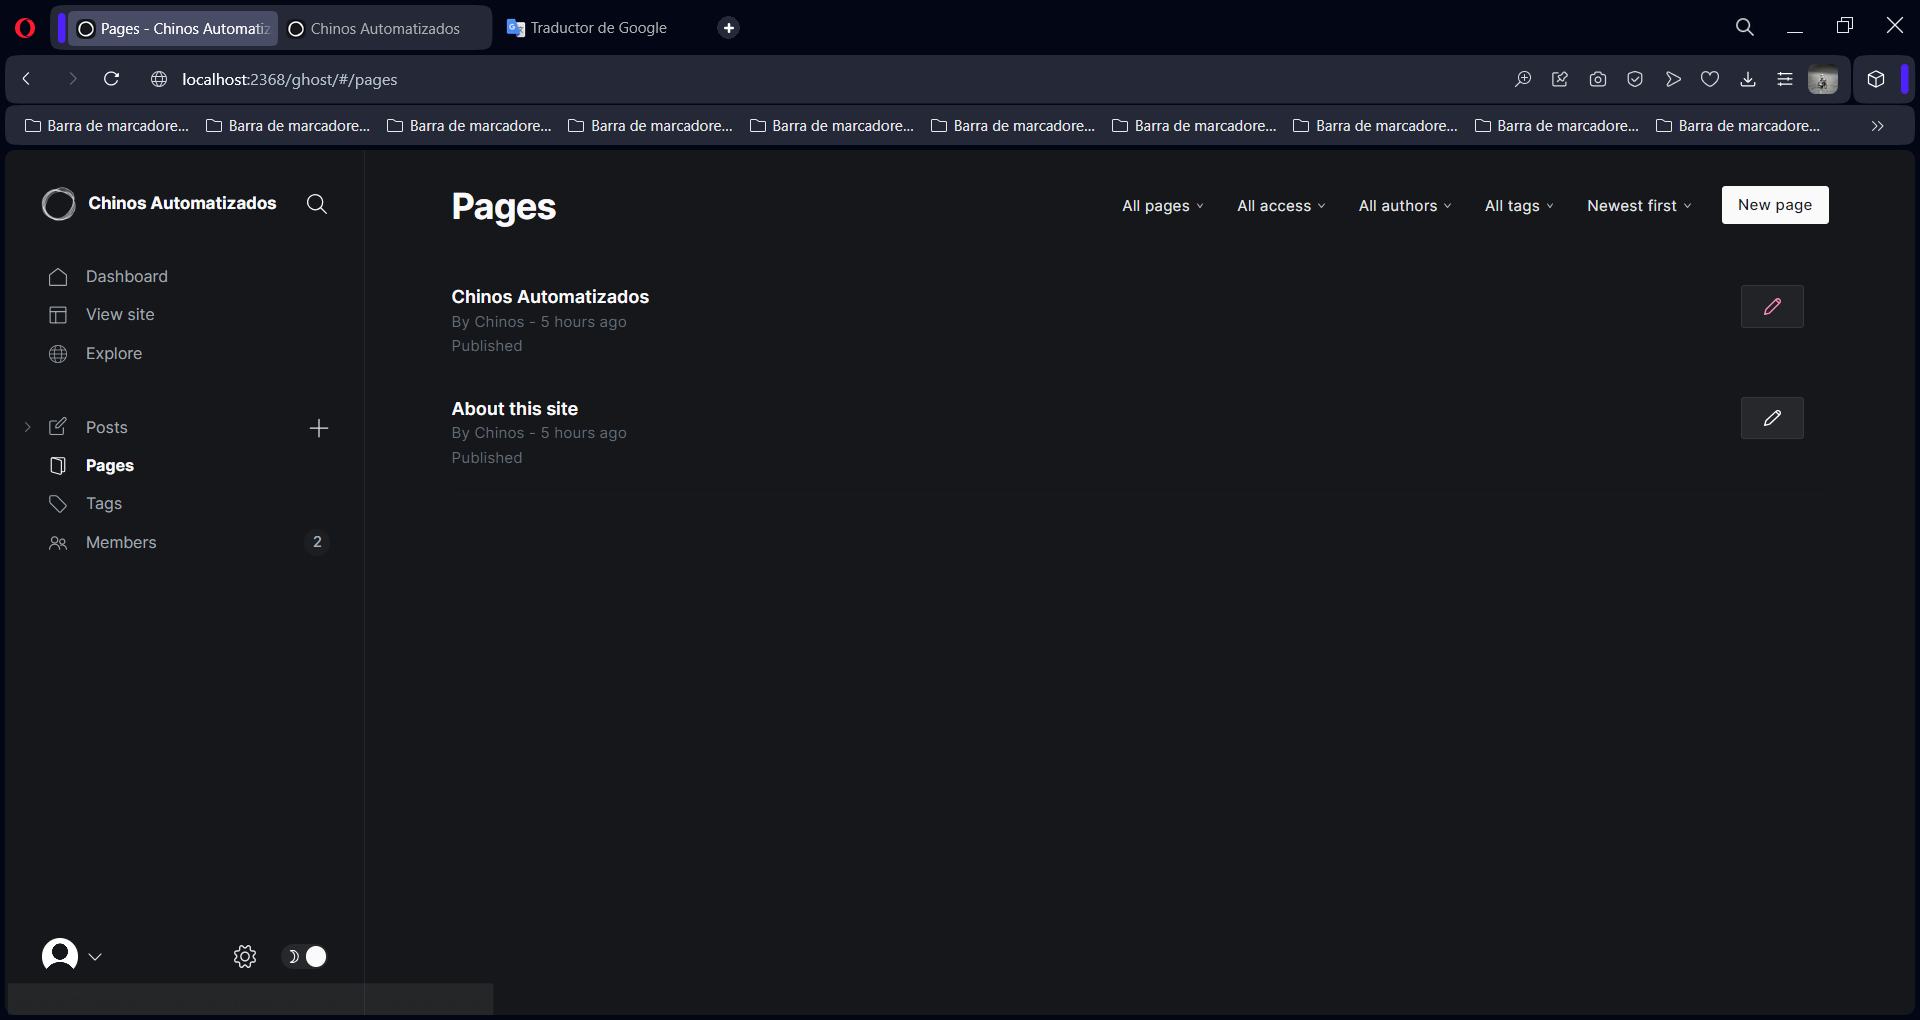 Pages - Chinos Automatiz
Chinos Automatizados
Traductor de Google
localhost:2368/ghost/#/pages
Barra de marcadore... Barra de marcadore... Barra de marcadore... Barra de marcadore... Barra de marcadore... Barra de marcadore... Barra de marcadore... Barra de marcadore... Barra de marcadore... Barra de marcadore...
Chinos Automatizados
Dashboard
View site
Explore
Posts
Pages
Tags
Members 2
Pages
All pages All access All authors All tags Newest first New page
Chinos Automatizados
By Chinos - 5 hours ago
Published
About this site
By Chinos - 5 hours ago
Published